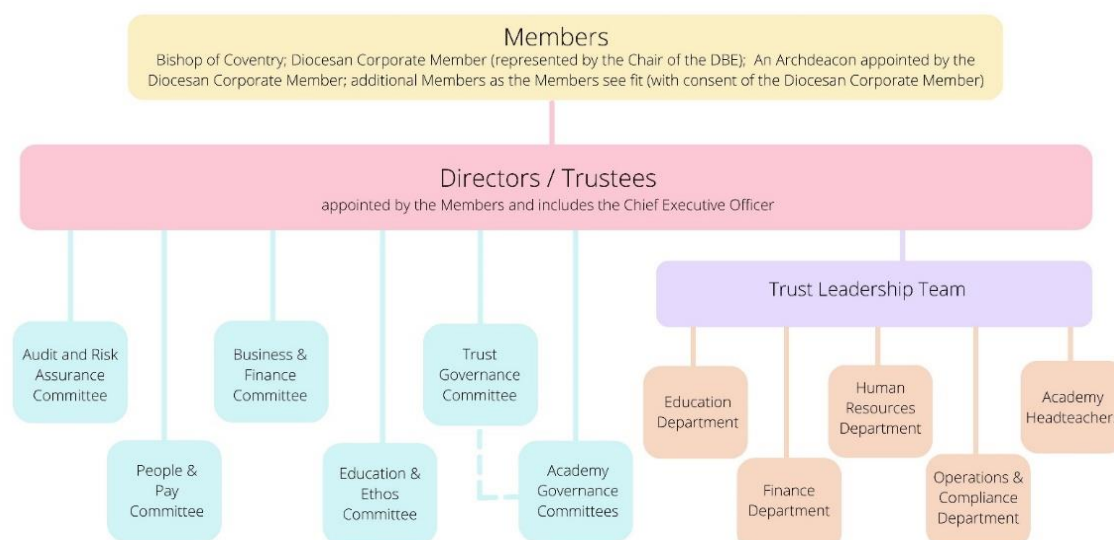 Members
Bishop of Coventry; Diocesan Corporate Member (represented by the Chair of the DBE);  An Archdeacon appointed by the
Diocesan Corporate Member; additional Members as the Members see fit (with consent of the Diocesan Corporate Member)
Directors / Trustees
appointed by the Members and includes the Chief Executive Officer
Trust Leadership Team
Audit and Risk
Assurance
Committee
People &
Pay
Committee
Business &
Finance
Committee
Education &
Ethos
Committee
Trust
Governance
Committee
Academy
Governance
Committees
Education
Department
Finance
Department
Human
Resources
Department
Operations &
Compliance
Department
Academy
Headteachers